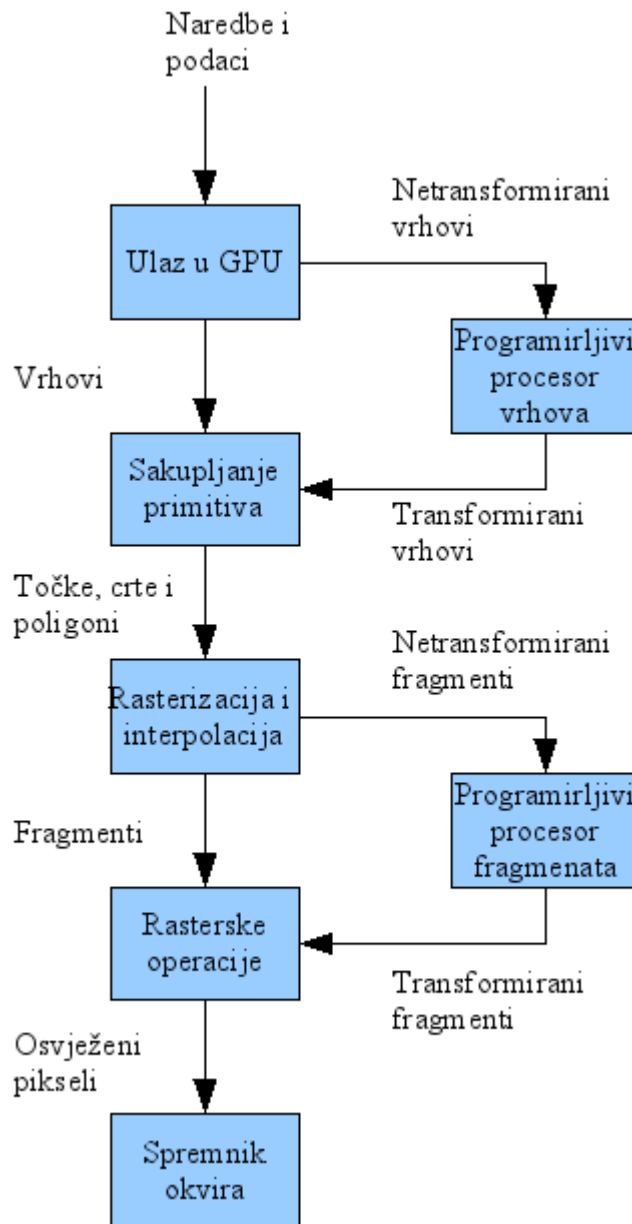 Naredbe i
podaci
Netransformirani
vrhovi
Ulaz u GPU
Programirljivi
procesor
vrhova
Vrhovi
Sakupljanje
primitiva
Transformirani
vrhovi
Točke, crte i
poligoni
Netransformirani
fragmenti
Rasterizacija i
interpolacija
Programirljivi
procesor
fragmenata
Fragmenti
Rasterske
operacije
Transformirani
fragmenti
Osvježeni
pikseli
Spremnik
okvira